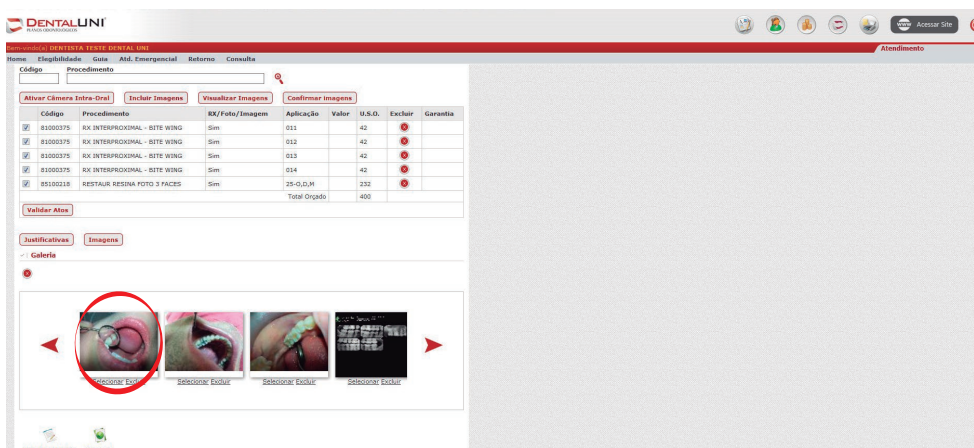 DENTALUNI
PLANOS ODONTOLÓGICOS
www Acessar Site
Bem-vindo(a) DENTISTA TESTE DENTAL UNI
Atendimento
Home Elegibilidade Guia Atd. Emergencial Retorno Consulta
Código Procedimento
Ativar Câmera Intra-Oral Incluir Imagens Visualizar Imagens Confirmar imagens
Código Procedimento RX/Foto/Imagem Aplicação Valor U.S.O. Excluir Garantia
81000375 RX INTERPROXIMAL - BITE WING Sim 011 42
81000375 RX INTERPROXIMAL - BITE WING Sim 012 42
81000375 RX INTERPROXIMAL - BITE WING Sim 013 42
81000375 RX INTERPROXIMAL - BITE WING Sim 014 42
85100218 RESTAUR RESINA FOTO 3 FACES Sim 25-O,D,M 232
Total Orçado 400
Validar Atos
Justificativas Imagens
Galeria
Selecionar Excluir Selecionar Excluir Selecionar Excluir Selecionar Excluir